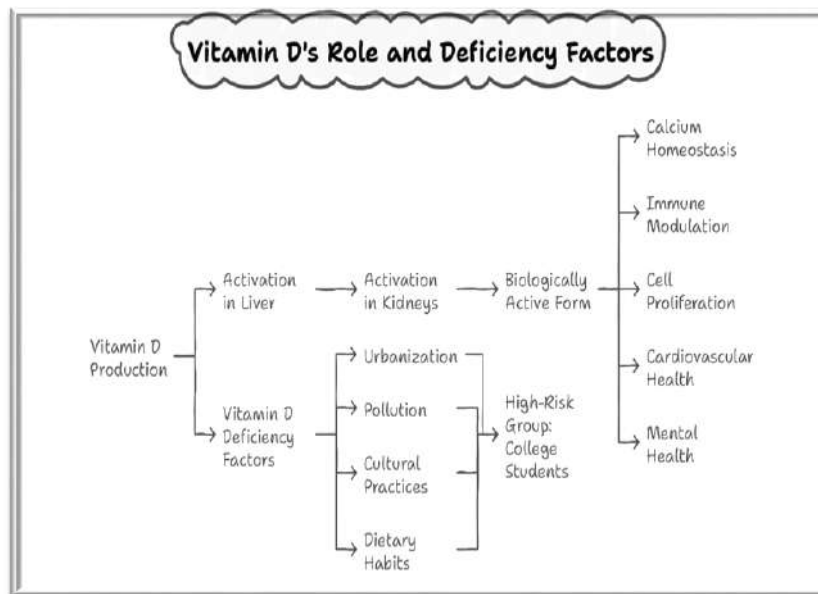 Vitamin D's Role and Deficiency Factors
Calcium
Homeostasis
Immune
Modulation
Activation
in Liver
Activation
in Kidneys
Biologically
Active Form
Cell
Proliferation
Vitamin D
Production
Urbanization
Cardiovascular
Health
Vitamin D
Deficiency
Factors
Pollution
High-Risk
Group:
College
Students
Mental
Health
Cultural
Practices
Dietary
Habits